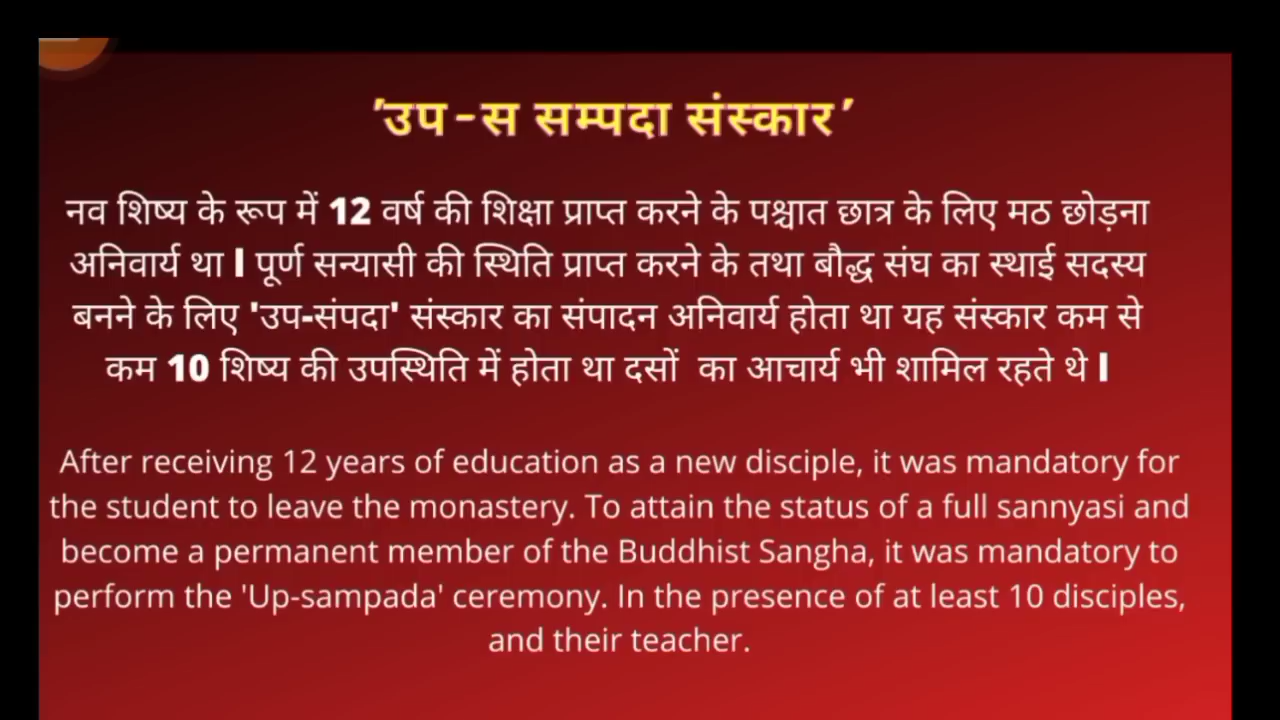 'उप-स सम्पदा संस्कार'
नव शिष्य के रूप में 12 वर्ष की शिक्षा प्राप्त करने के पश्चात छात्र के लिए मठ छोड़ना
अनिवार्य था I पूर्ण सन्यासी की स्थिति प्राप्त करने के तथा बौद्ध संघ का स्थाई सदस्य
बनने के लिए 'उप-संपदा' संस्कार का संपादन अनिवार्य होता था यह संस्कार कम से
कम 10 शिष्य की उपस्थिति में होता था दसों का आचार्य भी शामिल रहते थे I
After receiving 12 years of education as a new disciple, it was mandatory for
the student to leave the monastery. To attain the status of a full sannyasi and
become a permanent member of the Buddhist Sangha, it was mandatory to
perform the 'Up-sampada' ceremony. In the presence of at least 10 disciples,
and their teacher.